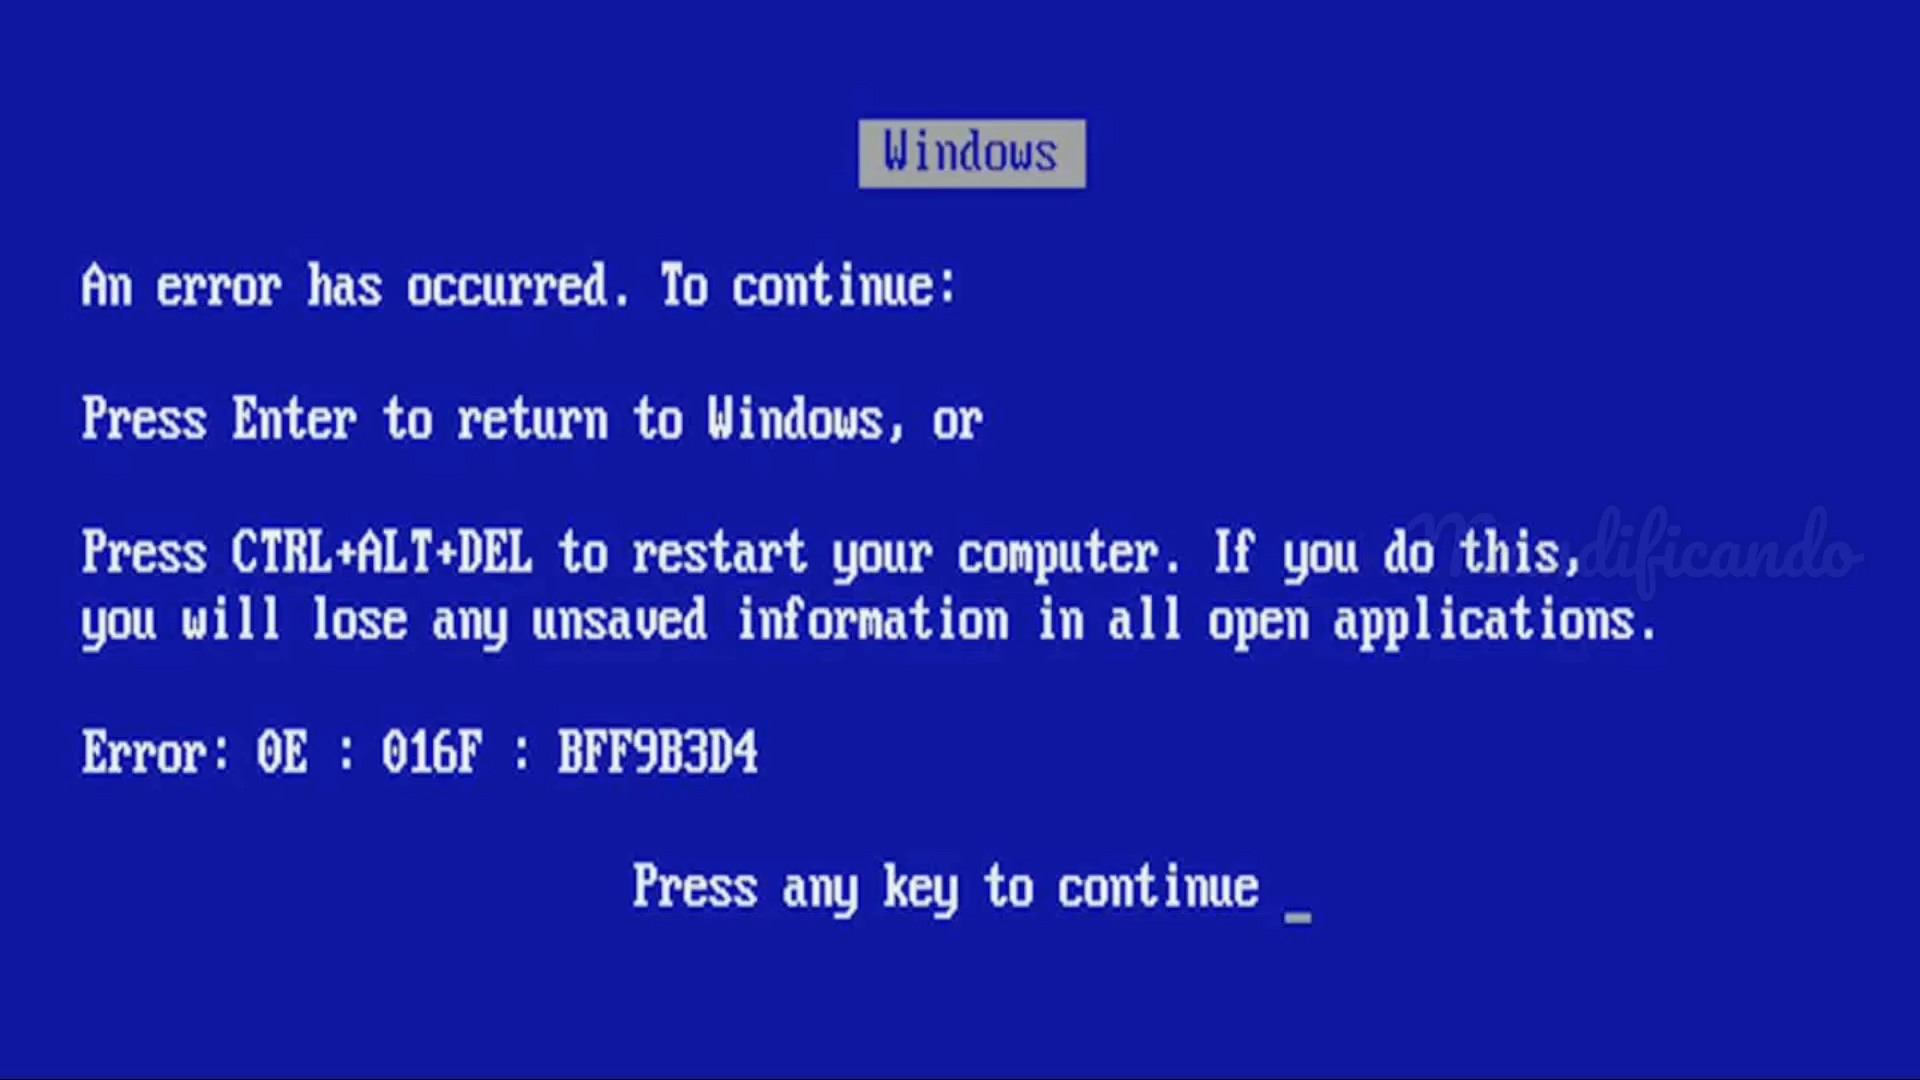 Windows
An error has occurred. To continue:
Press Enter to return to Windows, or
Press CTRL+ALT+DEL to restart your computer. If you do this,
you will lose any unsaved information in all open applications.
Error: 0E : 016F : BFF9B3D4
Press any key to continue _